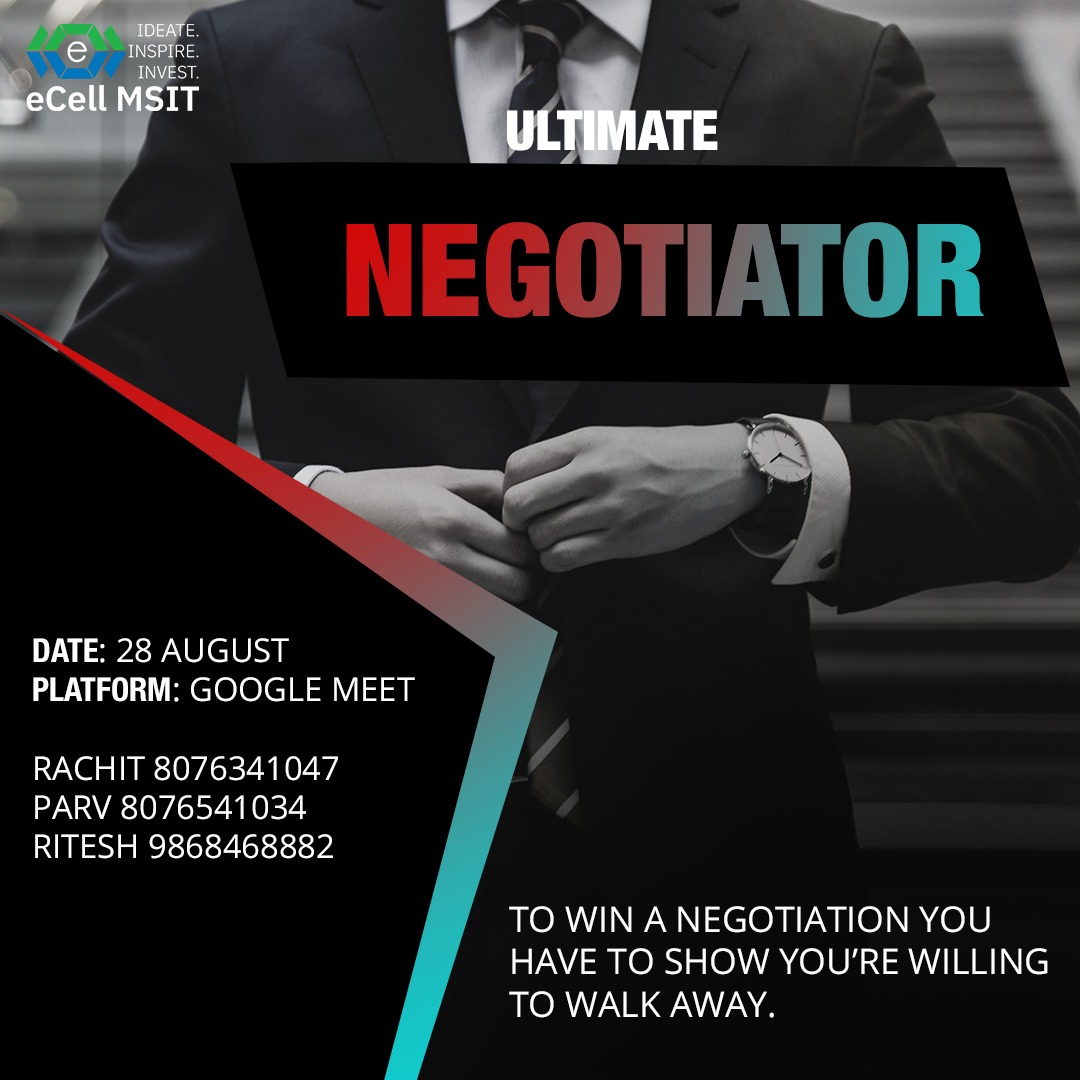 IDEATE.
INSPIRE.
INVEST.
e
eCell MSIT
ULTIMATE
NEGOTIATOR
DATE: 28 AUGUST
PLATFORM: GOOGLE MEET
RACHIT 8076341047
PARV 8076541034
RITESH 9868468882
TO WIN A NEGOTIATION YOU
HAVE TO SHOW YOU’RE WILLING
TO WALK AWAY.